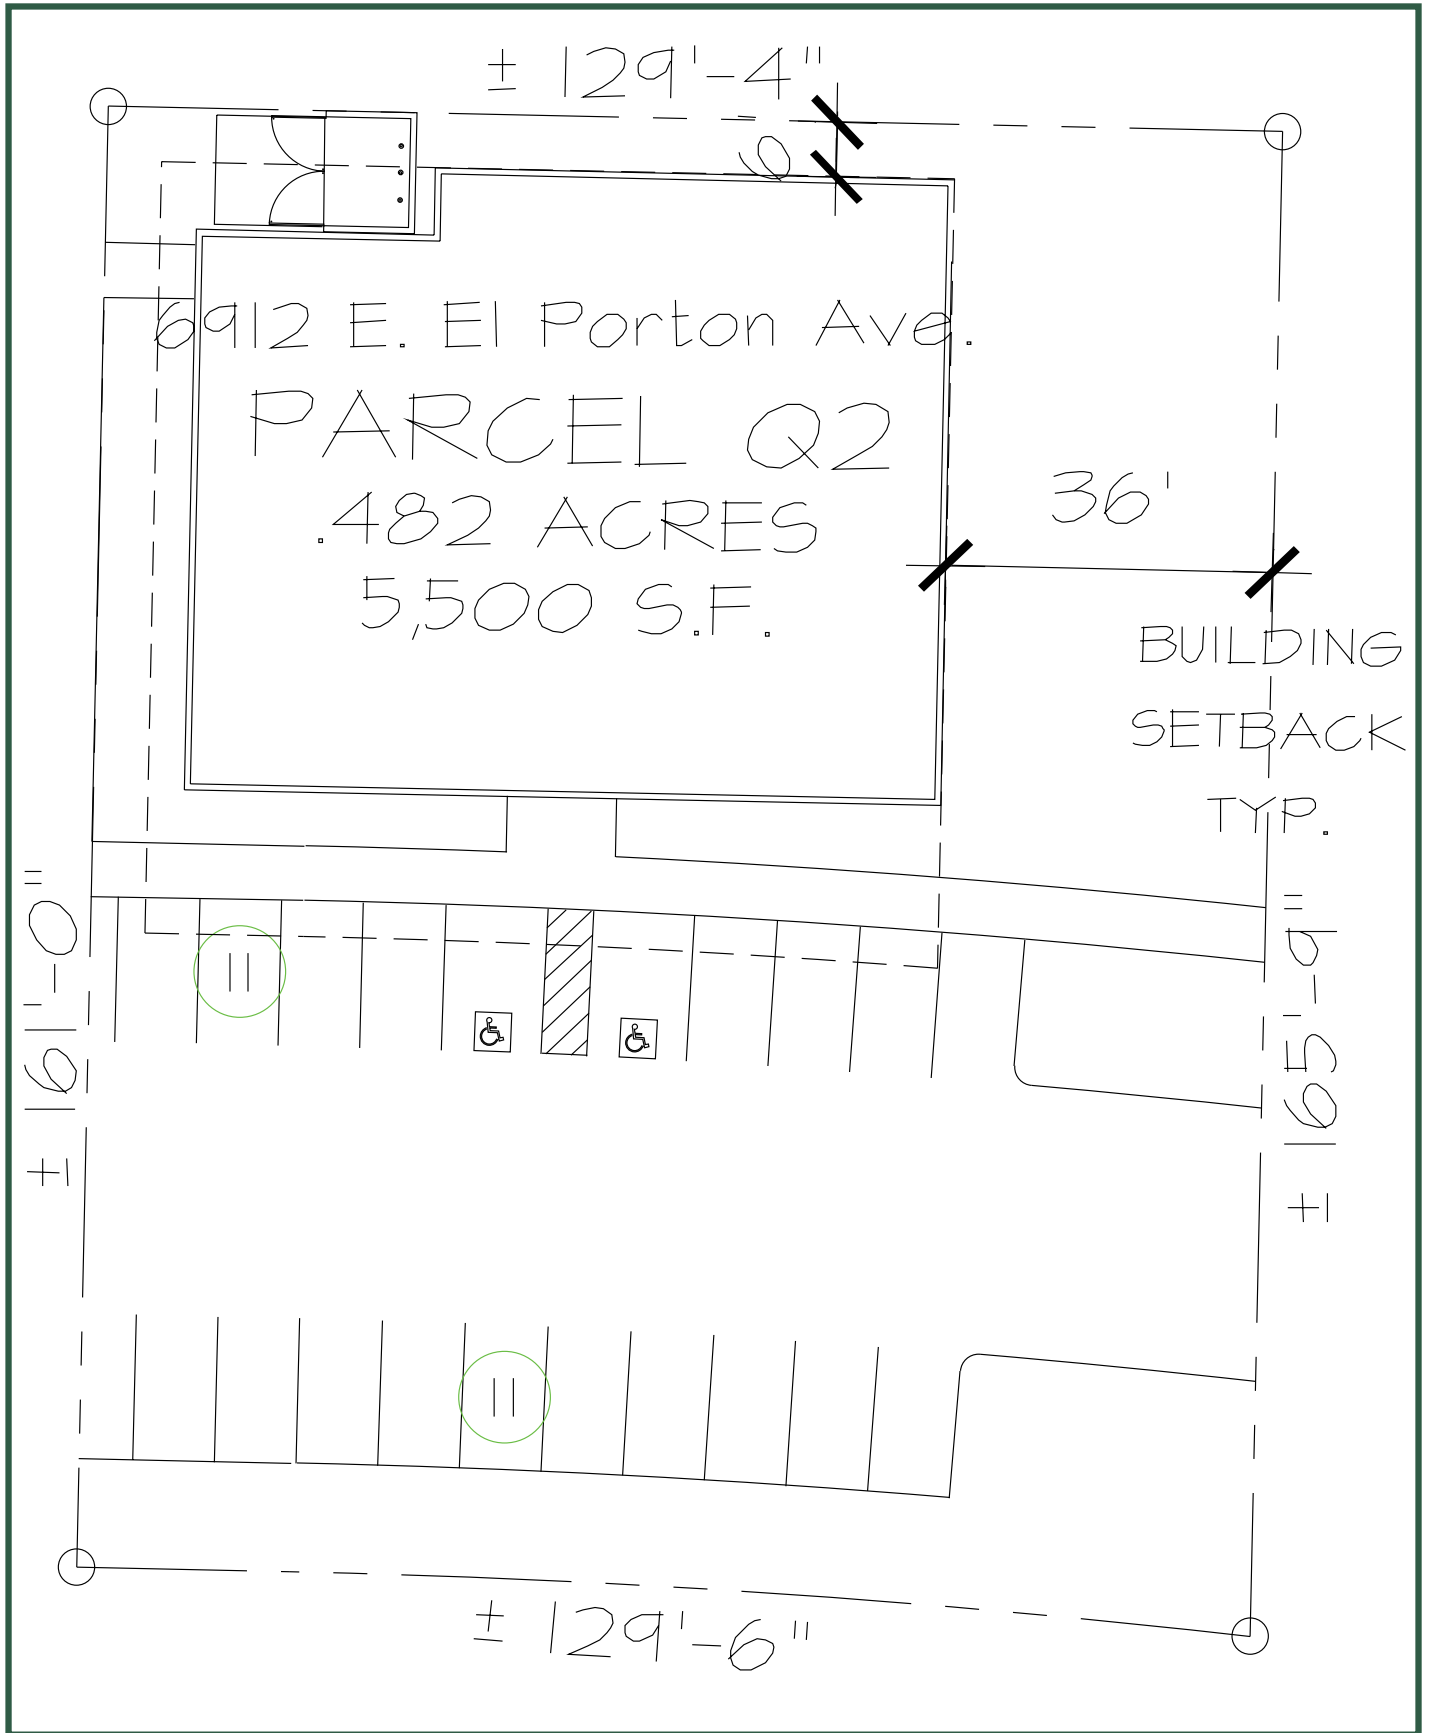 ± 129'-4"
6
6912 E. El Porton Ave.
PARCEL Q2
.482 ACRES
5,500 S.F.
36'
BUILDING
SETBACK
TYP.
± 161'-0"
± 165'-9"
11
11
± 129'-6"